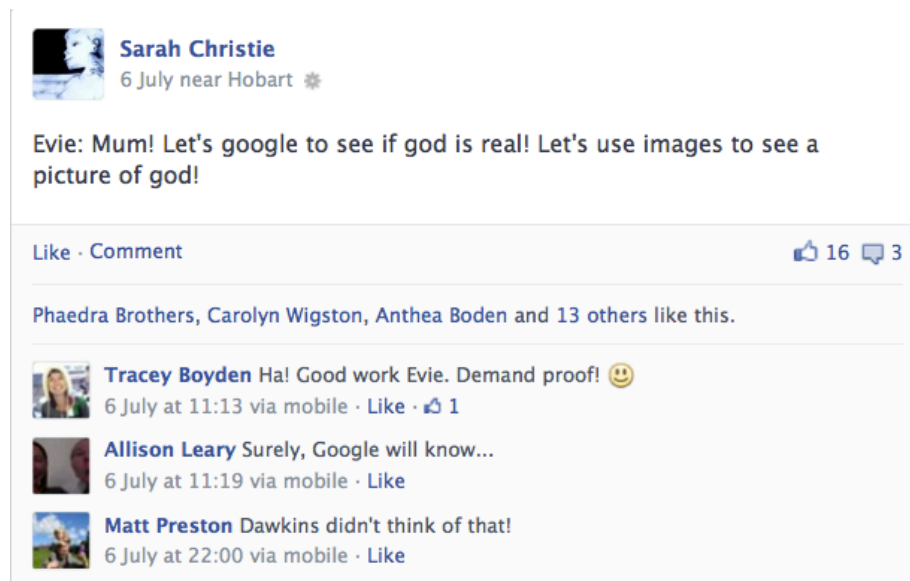 Sarah Christie
6 July near Hobart
Evie: Mum! Let's google to see if god is real! Let's use images to see a
picture of god!
Like · Comment 16 3
Phaedra Brothers, Carolyn Wigston, Anthea Boden and 13 others like this.
Tracey Boyden Ha! Good work Evie. Demand proof!
6 July at 11:13 via mobile · Like · 1
Allison Leary Surely, Google will know...
6 July at 11:19 via mobile · Like
Matt Preston Dawkins didn't think of that!
6 July at 22:00 via mobile · Like